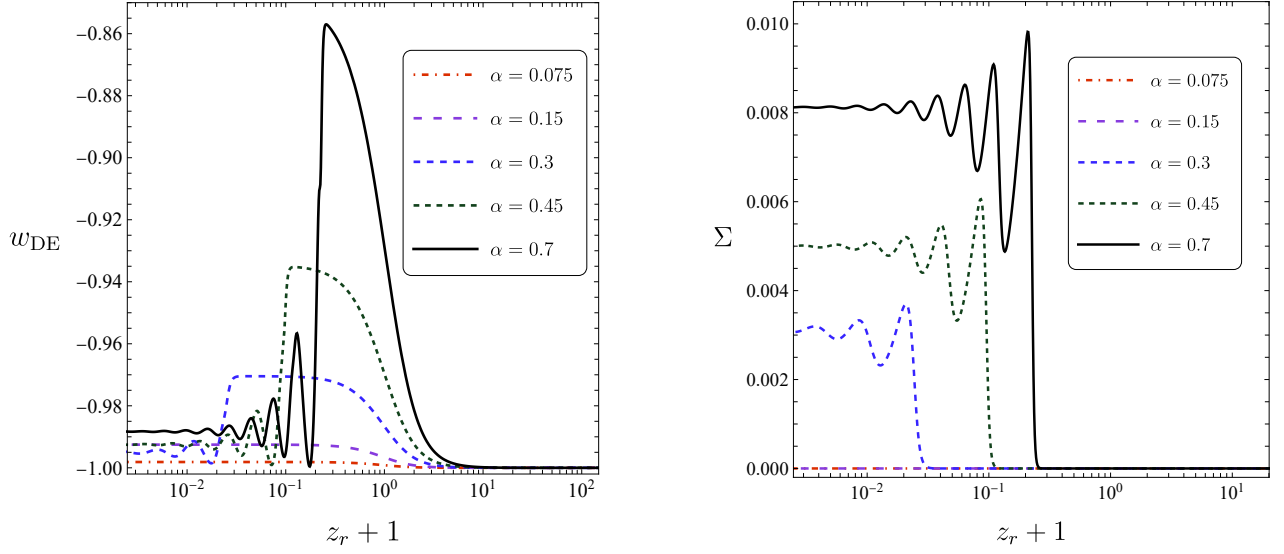 -0.86
-0.88
-0.90
-0.92
-0.94
-0.96
-0.98
-1.00
w_DE
10^-2 10^-1 10^0 10^1 10^2
z_r + 1
α = 0.075
α = 0.15
α = 0.3
α = 0.45
α = 0.7
0.010
0.008
0.006
0.004
0.002
0.000
Σ
10^-2 10^-1 10^0 10^1
z_r + 1
α = 0.075
α = 0.15
α = 0.3
α = 0.45
α = 0.7